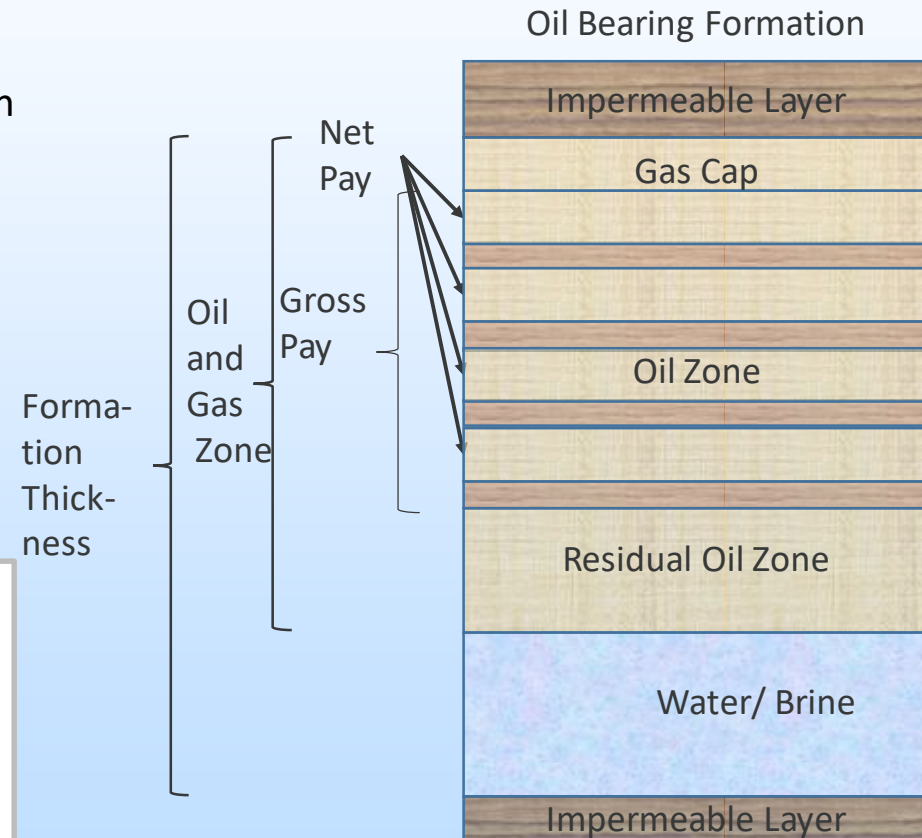 Oil Bearing Formation
n
Impermeable Layer
Net
Pay
Gas Cap
Gross
Pay
Oil
and
Gas
Zone
Oil Zone
Forma-
tion
Thick-
ness
Residual Oil Zone
Water/ Brine
Impermeable Layer